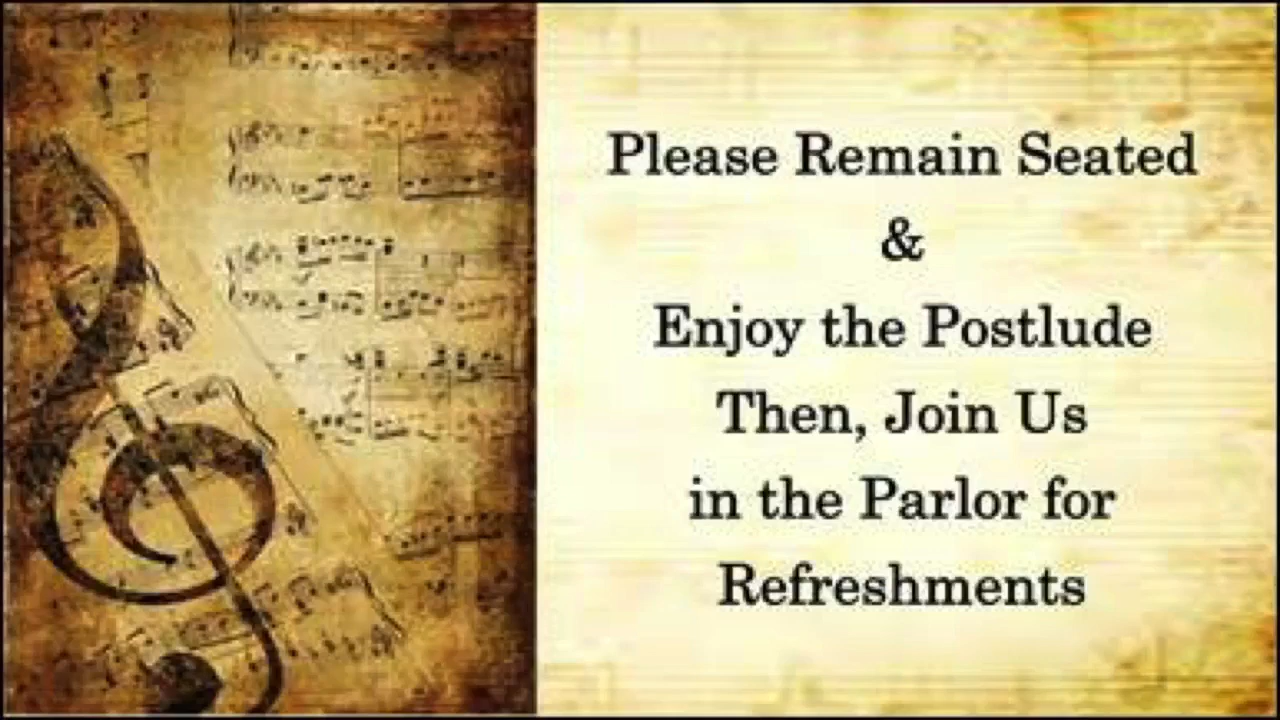 Please Remain Seated
&
Enjoy the Postlude
Then, Join Us
in the Parlor for
Refreshments